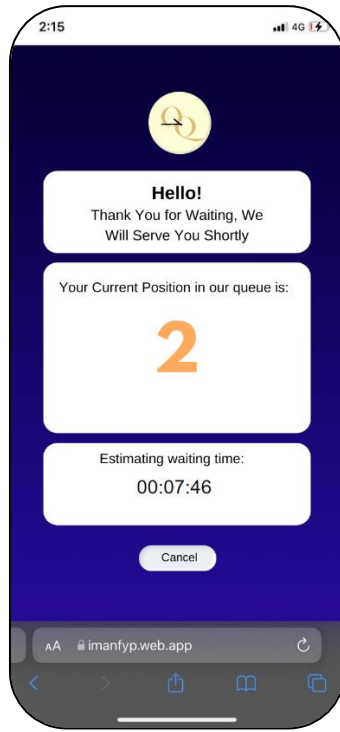 2:15
4G
Hello!
Thank You for Waiting, We
Will Serve You Shortly
Your Current Position in our queue is:
2
Estimating waiting time:
00:07:46
Cancel
AA
imanfyp.web.app